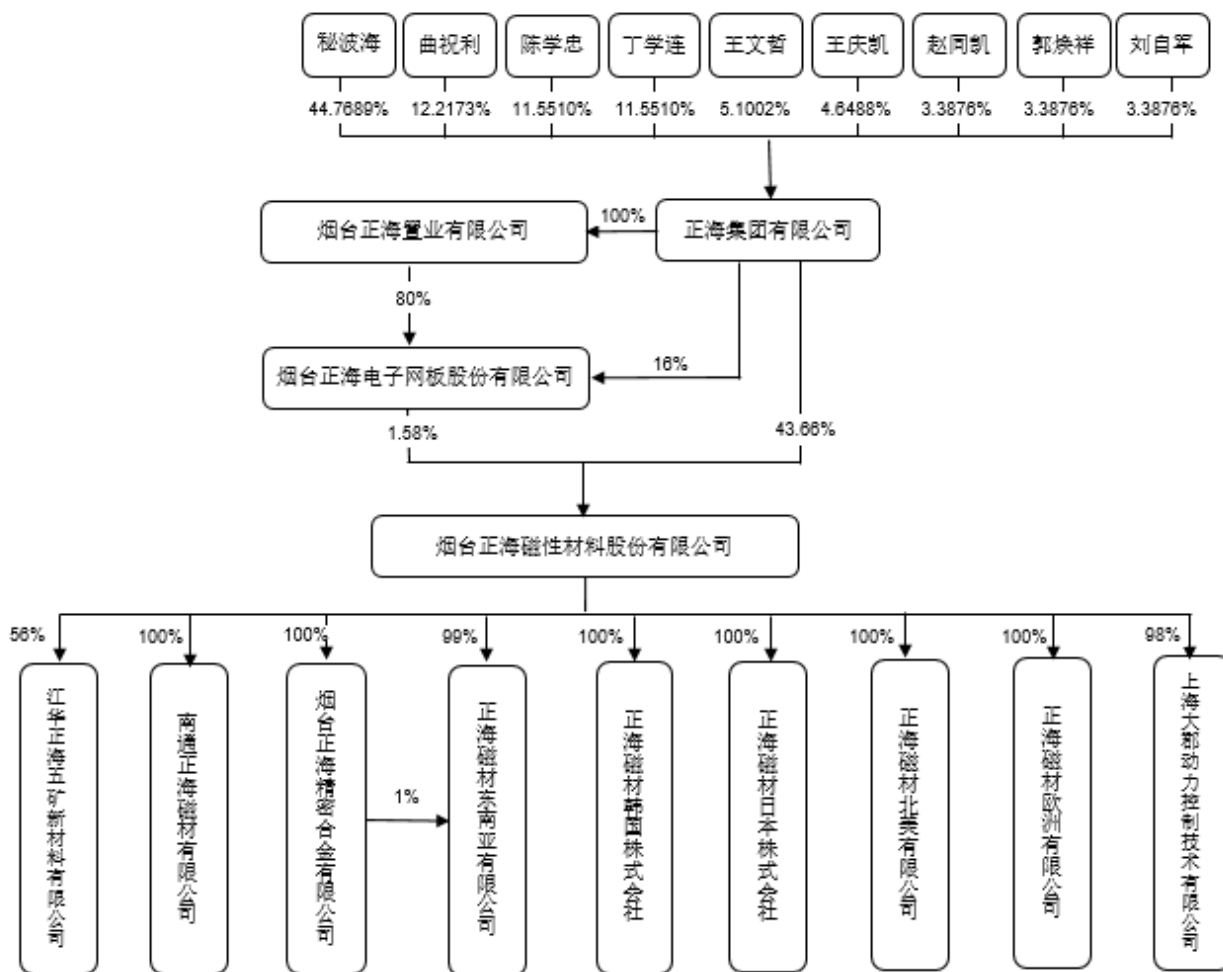 秘波海
曲祝利
陈学忠
丁学连
王文哲
王庆凯
赵同凯
郭焕祥
刘自军
44.7689%
12.2173%
11.5510%
11.5510%
5.1002%
4.6488%
3.3876%
3.3876%
3.3876%
烟台正海置业有限公司
100%
正海集团有限公司
80%
烟台正海电子网板股份有限公司
16%
1.58%
43.66%
烟台正海磁性材料股份有限公司
56%
100%
100%
99%
100%
100%
100%
100%
98%
江华正海五矿新材料有限公司
南通正海磁材有限公司
烟台正海精密合金有限公司
1%
正海磁材东南亚有限公司
正海磁材韩国株式会社
正海磁材日本株式会社
正海磁材北美有限公司
正海磁材欧洲有限公司
上海大郡动力控制技术有限公司